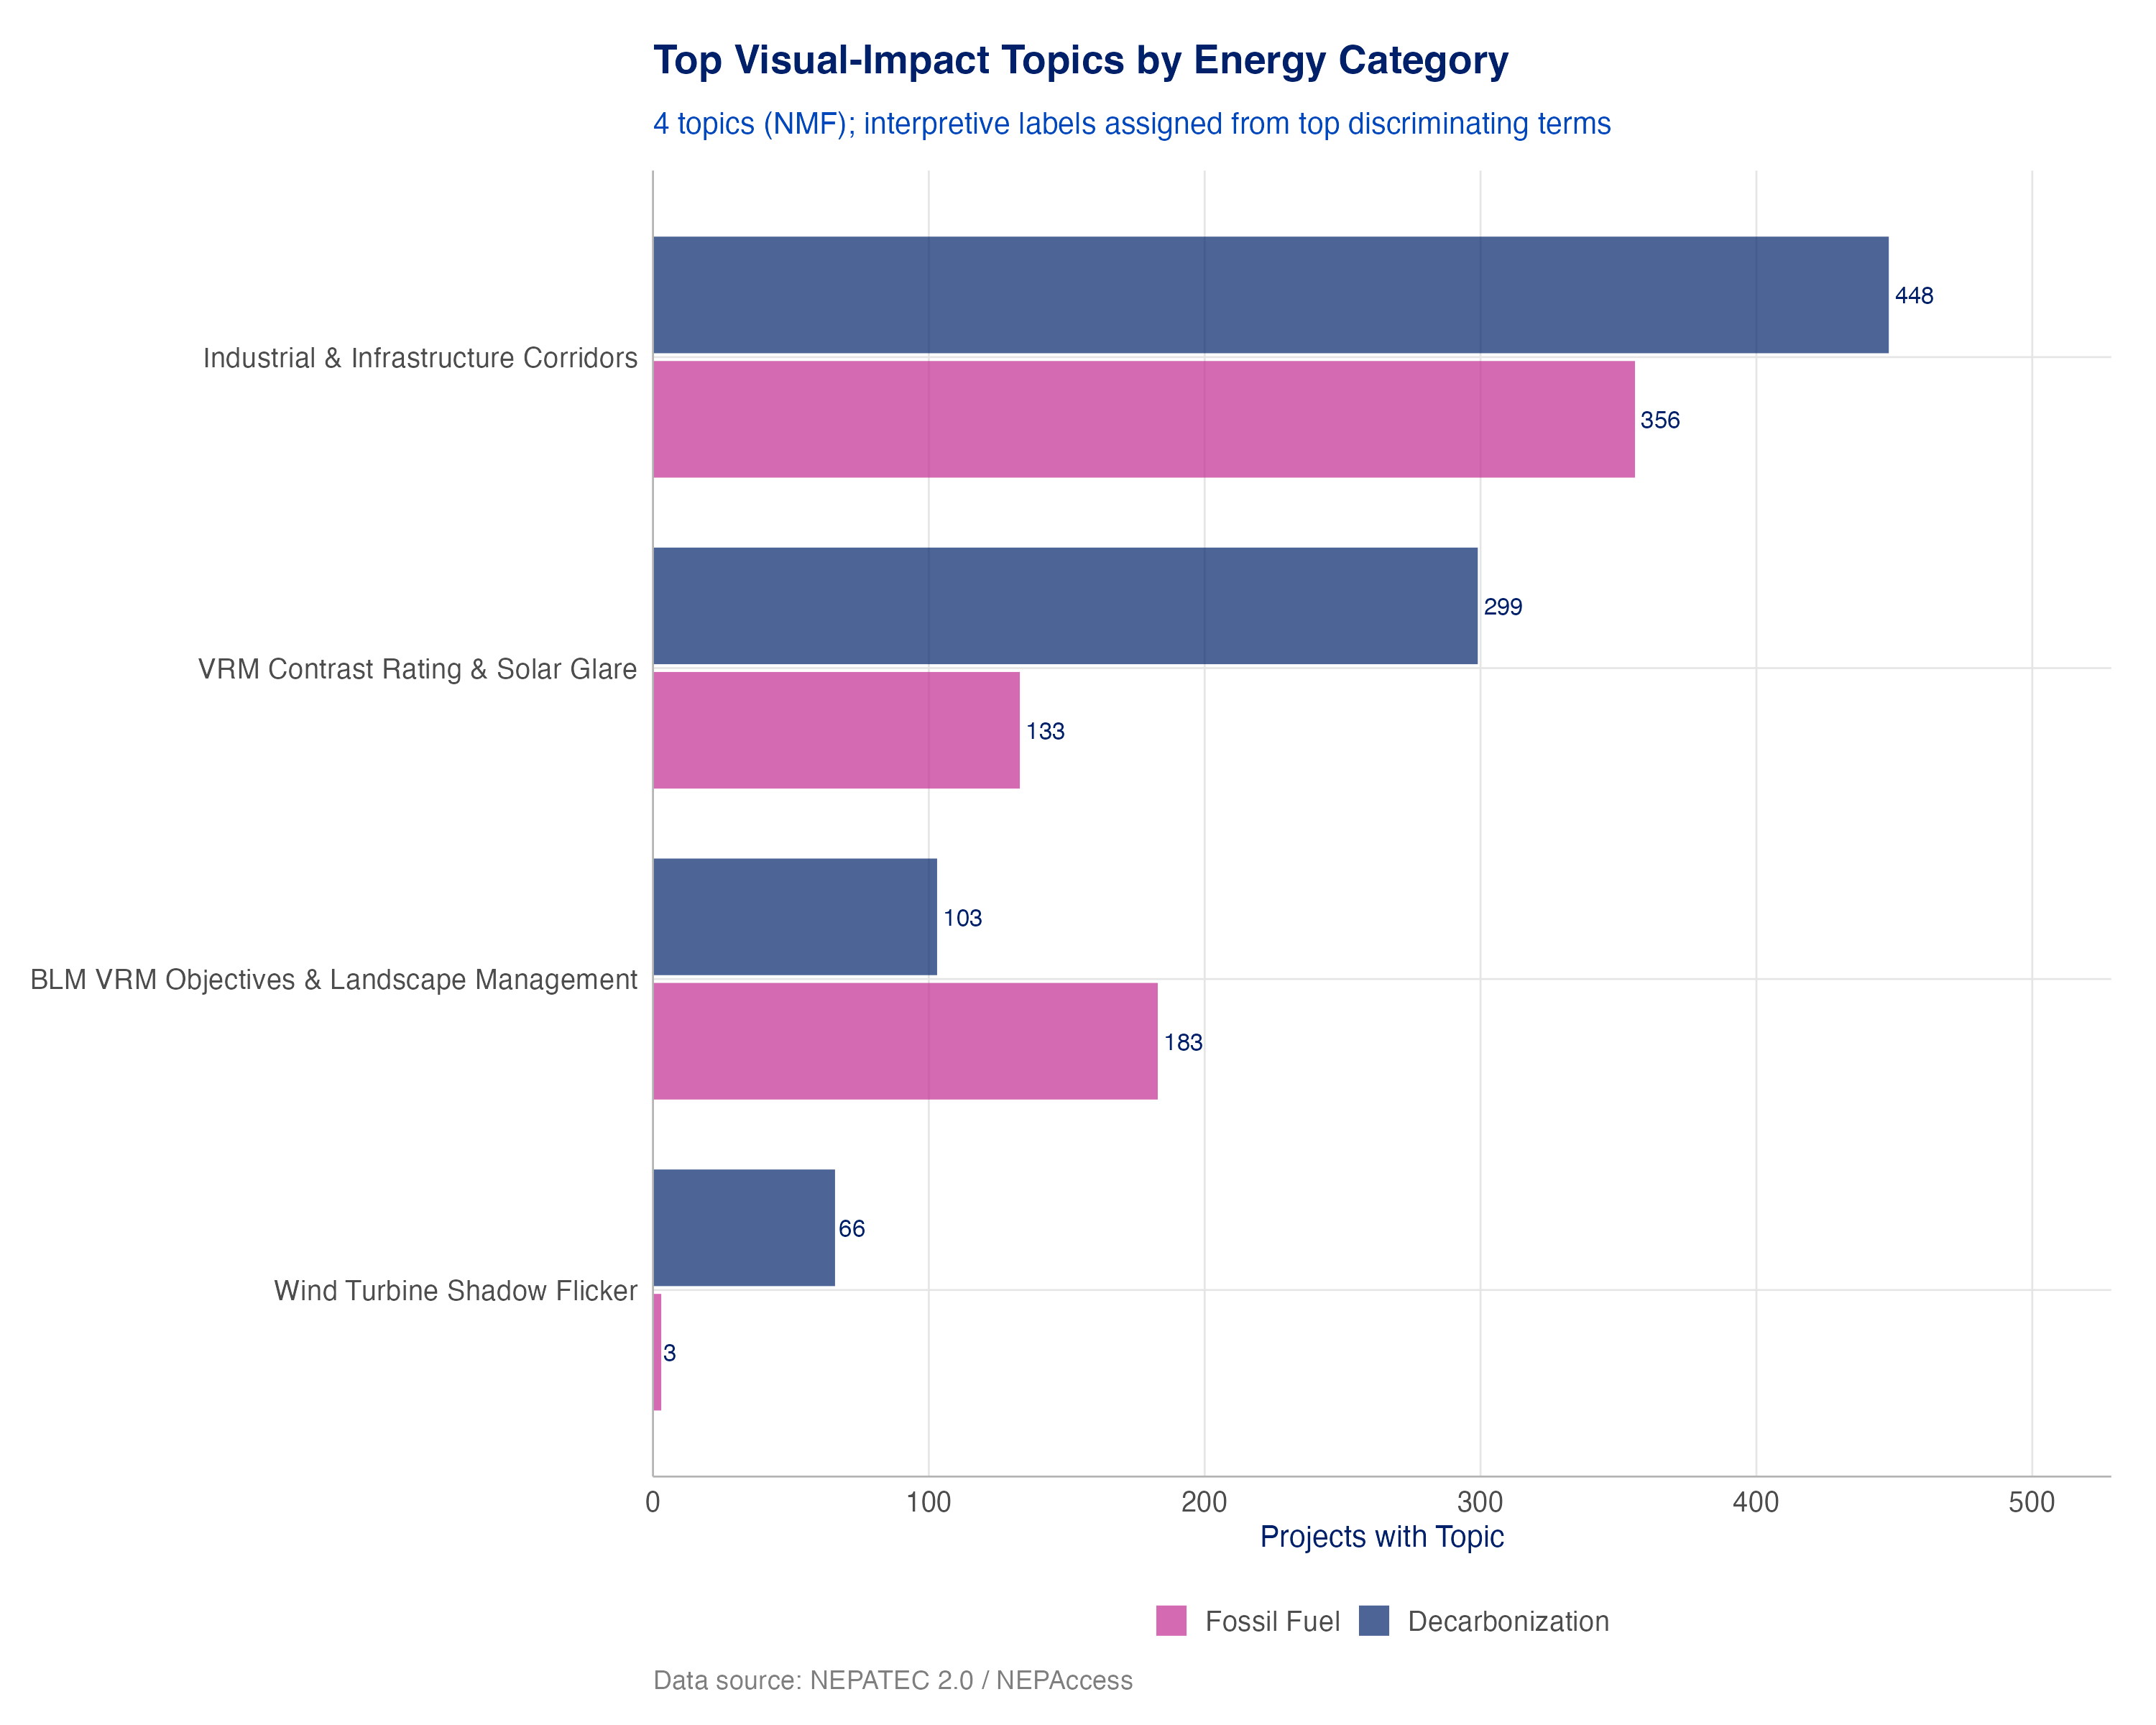 Top Visual-Impact Topics by Energy Category
4 topics (NMF); interpretive labels assigned from top discriminating terms
448
Industrial & Infrastructure Corridors
356
299
VRM Contrast Rating & Solar Glare
133
103
BLM VRM Objectives & Landscape Management
183
66
Wind Turbine Shadow Flicker
3
0 100 200 300 400 500
Projects with Topic
Fossil Fuel Decarbonization
Data source: NEPATEC 2.0 / NEPAccess